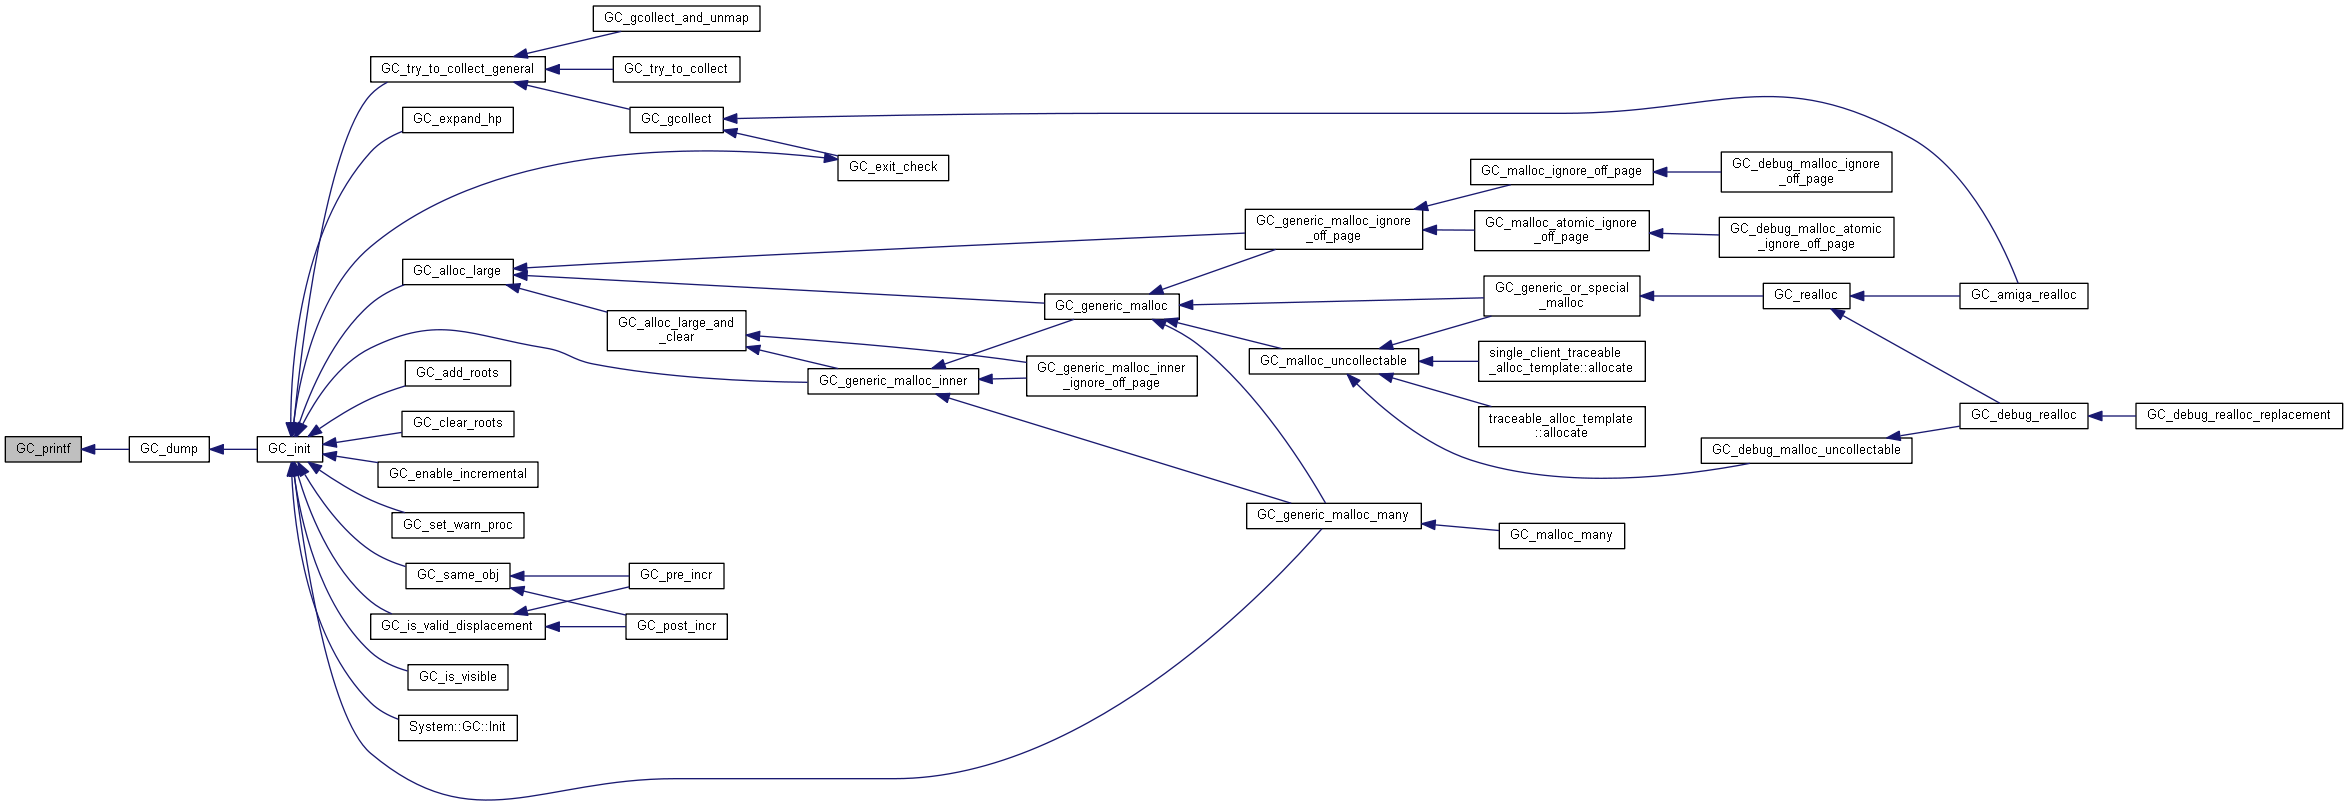 GC_gcollect_and_unmap
GC_try_to_collect_general
GC_try_to_collect
GC_expand_hp
GC_gcollect
GC_exit_check
GC_malloc_ignore_off_page
GC_debug_malloc_ignore
_off_page
GC_generic_malloc_ignore
_off_page
GC_malloc_atomic_ignore
_off_page
GC_debug_malloc_atomic
_ignore_off_page
GC_alloc_large
GC_generic_malloc
GC_generic_or_special
_malloc
GC_realloc
GC_amiga_realloc
GC_alloc_large_and
_clear
GC_malloc_uncollectable
single_client_traceable
_alloc_template::allocate
GC_add_roots
GC_generic_malloc_inner
GC_generic_malloc_inner
_ignore_off_page
GC_clear_roots
traceable_alloc_template
::allocate
GC_debug_realloc
GC_debug_realloc_replacement
GC_printf
GC_dump
GC_init
GC_debug_malloc_uncollectable
GC_enable_incremental
GC_set_warn_proc
GC_generic_malloc_many
GC_malloc_many
GC_same_obj
GC_pre_incr
GC_is_valid_displacement
GC_post_incr
GC_is_visible
System::GC::Init